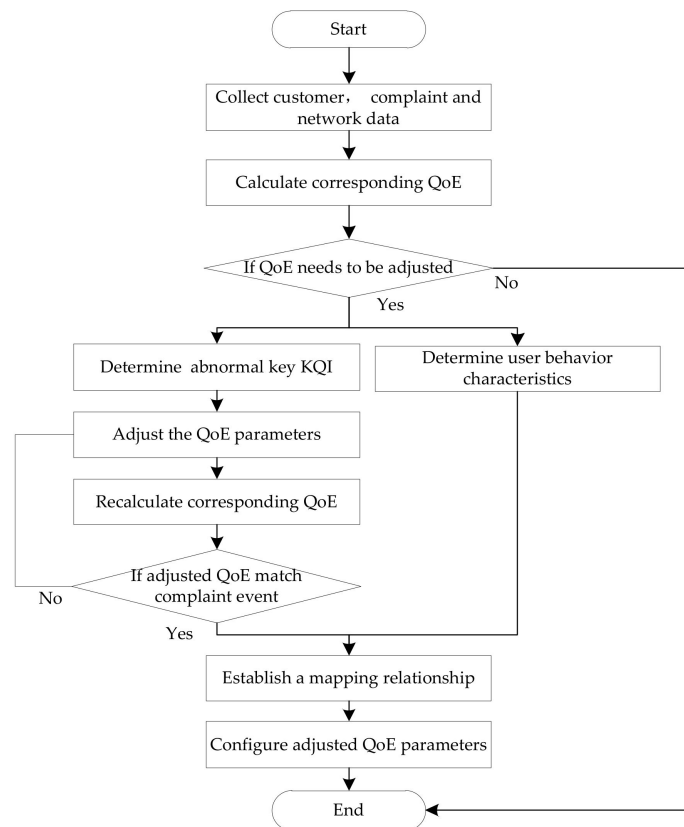 Start
Collect customer， complaint and
network data
Calculate corresponding QoE
If QoE needs to be adjusted
No
Yes
Determine abnormal key KQI
Determine user behavior
characteristics
Adjust the QoE parameters
Recalculate corresponding QoE
If adjusted QoE match
complaint event
No
Yes
Establish a mapping relationship
Configure adjusted QoE parameters
End